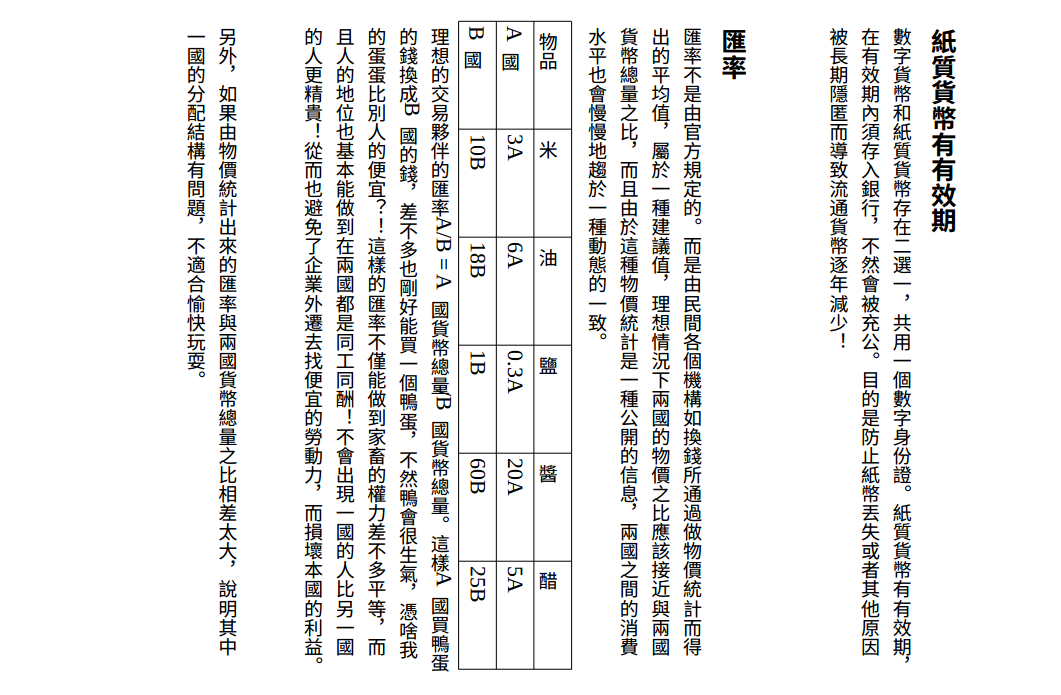 紙質貨幣有有效期
數字貨幣和紙質貨幣存在二選一，共用一個數字身份證。紙質貨幣有有效期，
在有效期內須存入銀行，不然會被充公。目的是防止紙幣丟失或者其他原因
被長期隱匿而導致流通貨幣逐年減少！
匯率
匯率不是由官方規定的。而是由民間各個機構如換錢所通過做物價統計而得
出的平均值，屬於一種建議值，理想情況下兩國的物價之比應該接近與兩國
貨幣總量之比，而且由於這種物價統計是一種公開的信息，兩國之間的消費
水平也會慢慢地趨於一種動態的一致。
物品 米 油 鹽 醬 醋
A 國 3A 6A 0.3A 20A 5A
B 國 10B 18B 1B 60B 25B
理想的交易夥伴的匯率A/B = A 國貨幣總量/B 國貨幣總量。這樣A 國買鴨蛋
的錢換成B 國的錢，差不多也剛好能買一個鴨蛋，不然鴨會很生氣，憑啥我
的蛋蛋比別人的便宜？！這樣的匯率不僅能做到家畜的權力差不多平等，而
且人的地位也基本能做到在兩國都是同工同酬！不會出現一國的人比另一國
的人更精貴！從而也避免了企業外遷去找便宜的勞動力，而損壞本國的利益。
另外，如果由物價統計出來的匯率與兩國貨幣總量之比相差太大，說明其中
一國的分配結構有問題，不適合愉快玩耍。